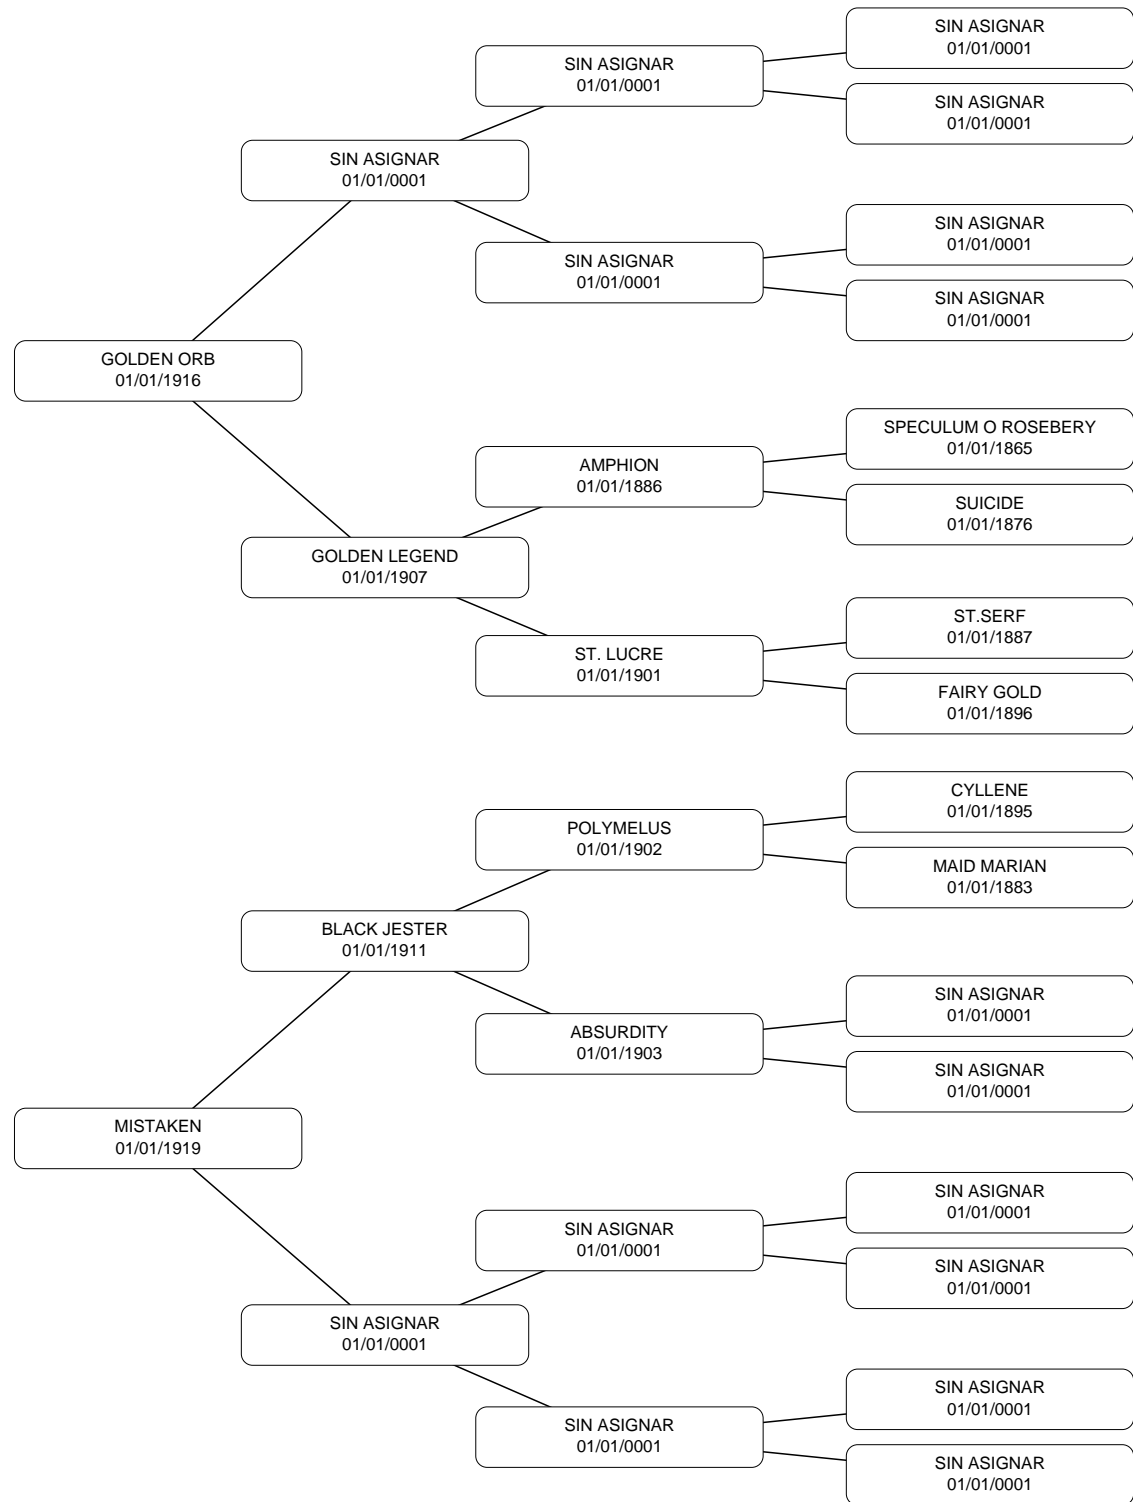 SIN ASIGNAR
01/01/0001
SIN ASIGNAR
01/01/0001
SIN ASIGNAR
01/01/0001
SIN ASIGNAR
01/01/0001
SIN ASIGNAR
01/01/0001
SIN ASIGNAR
01/01/0001
SIN ASIGNAR
01/01/0001
GOLDEN ORB
01/01/1916
SPECULUM O ROSEBERY
01/01/1865
AMPHION
01/01/1886
SUICIDE
01/01/1876
GOLDEN LEGEND
01/01/1907
ST.SERF
01/01/1887
ST. LUCRE
01/01/1901
FAIRY GOLD
01/01/1896
CYLLENE
01/01/1895
POLYMELUS
01/01/1902
MAID MARIAN
01/01/1883
BLACK JESTER
01/01/1911
SIN ASIGNAR
01/01/0001
ABSURDITY
01/01/1903
SIN ASIGNAR
01/01/0001
MISTAKEN
01/01/1919
SIN ASIGNAR
01/01/0001
SIN ASIGNAR
01/01/0001
SIN ASIGNAR
01/01/0001
SIN ASIGNAR
01/01/0001
SIN ASIGNAR
01/01/0001
SIN ASIGNAR
01/01/0001
SIN ASIGNAR
01/01/0001